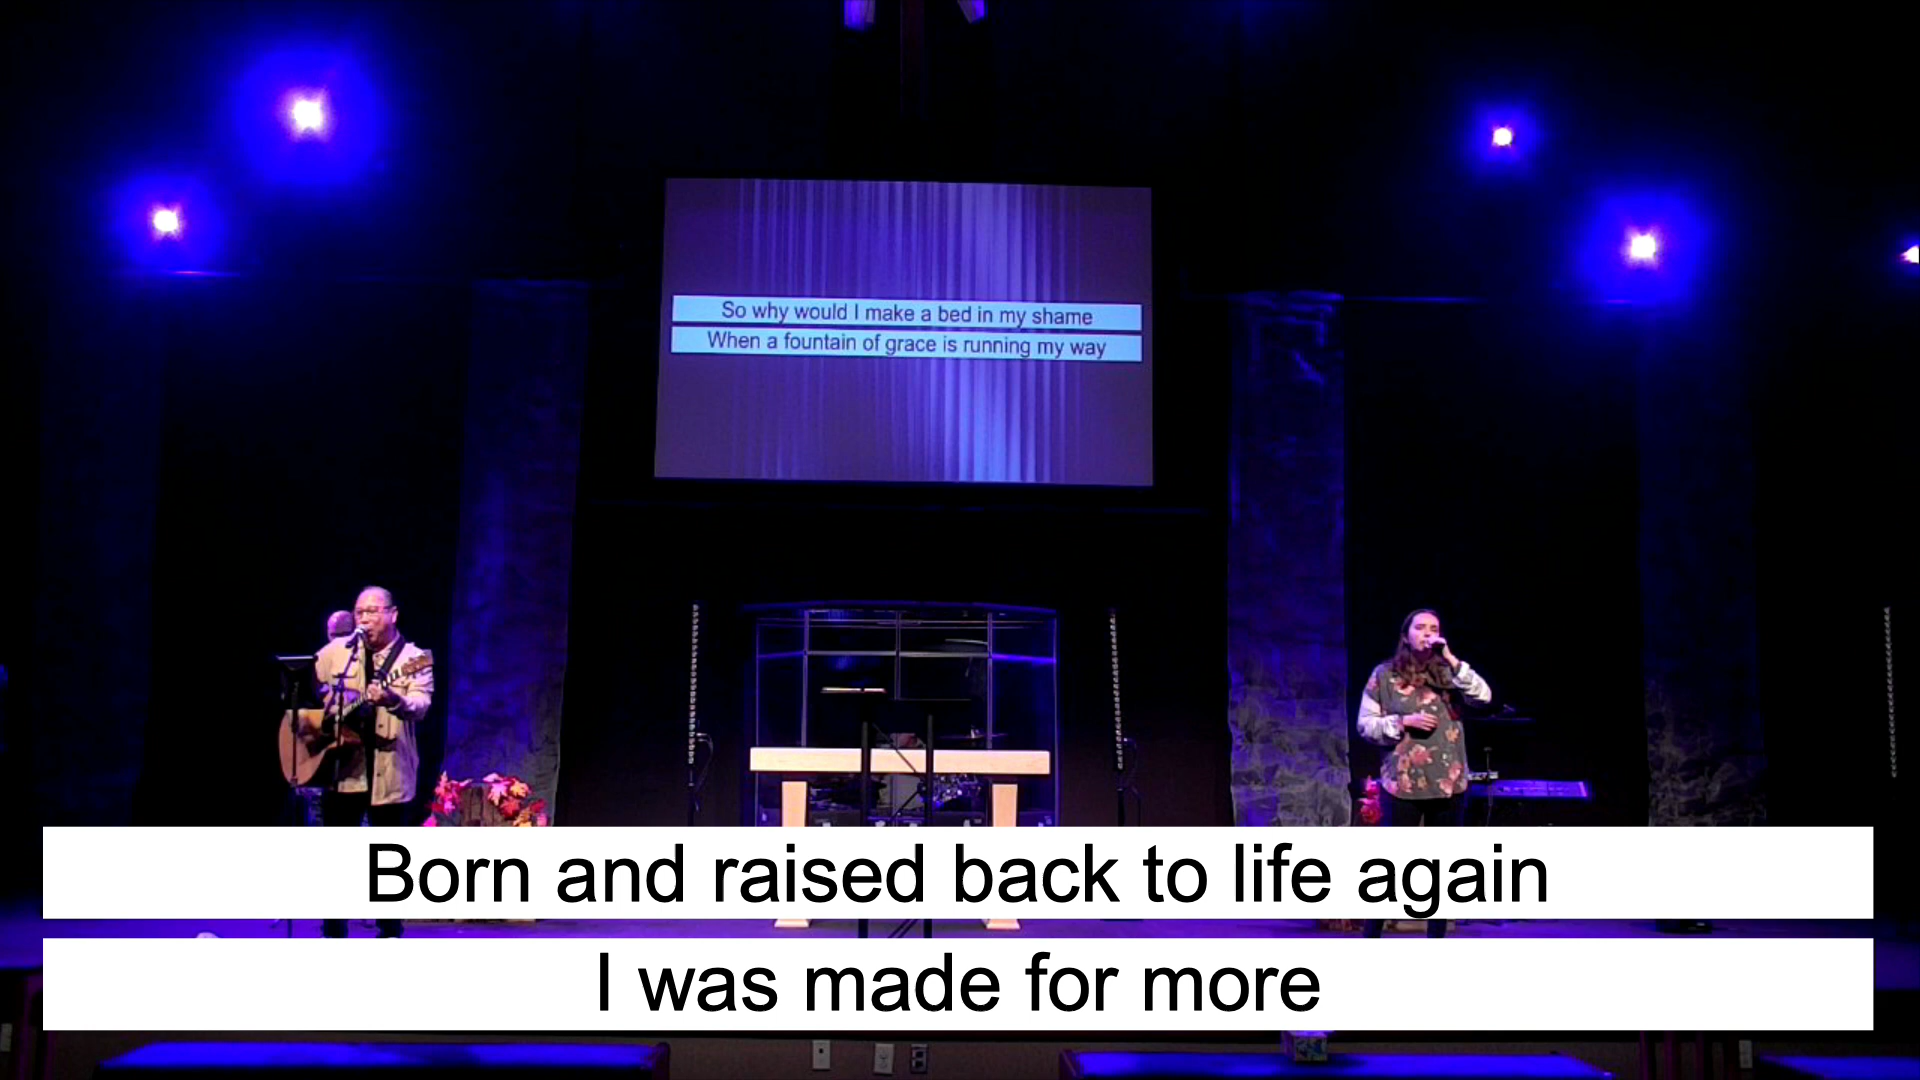 So why would I make a bed in my shame
When a fountain of grace is running my way
Born and raised back to life again
I was made for more